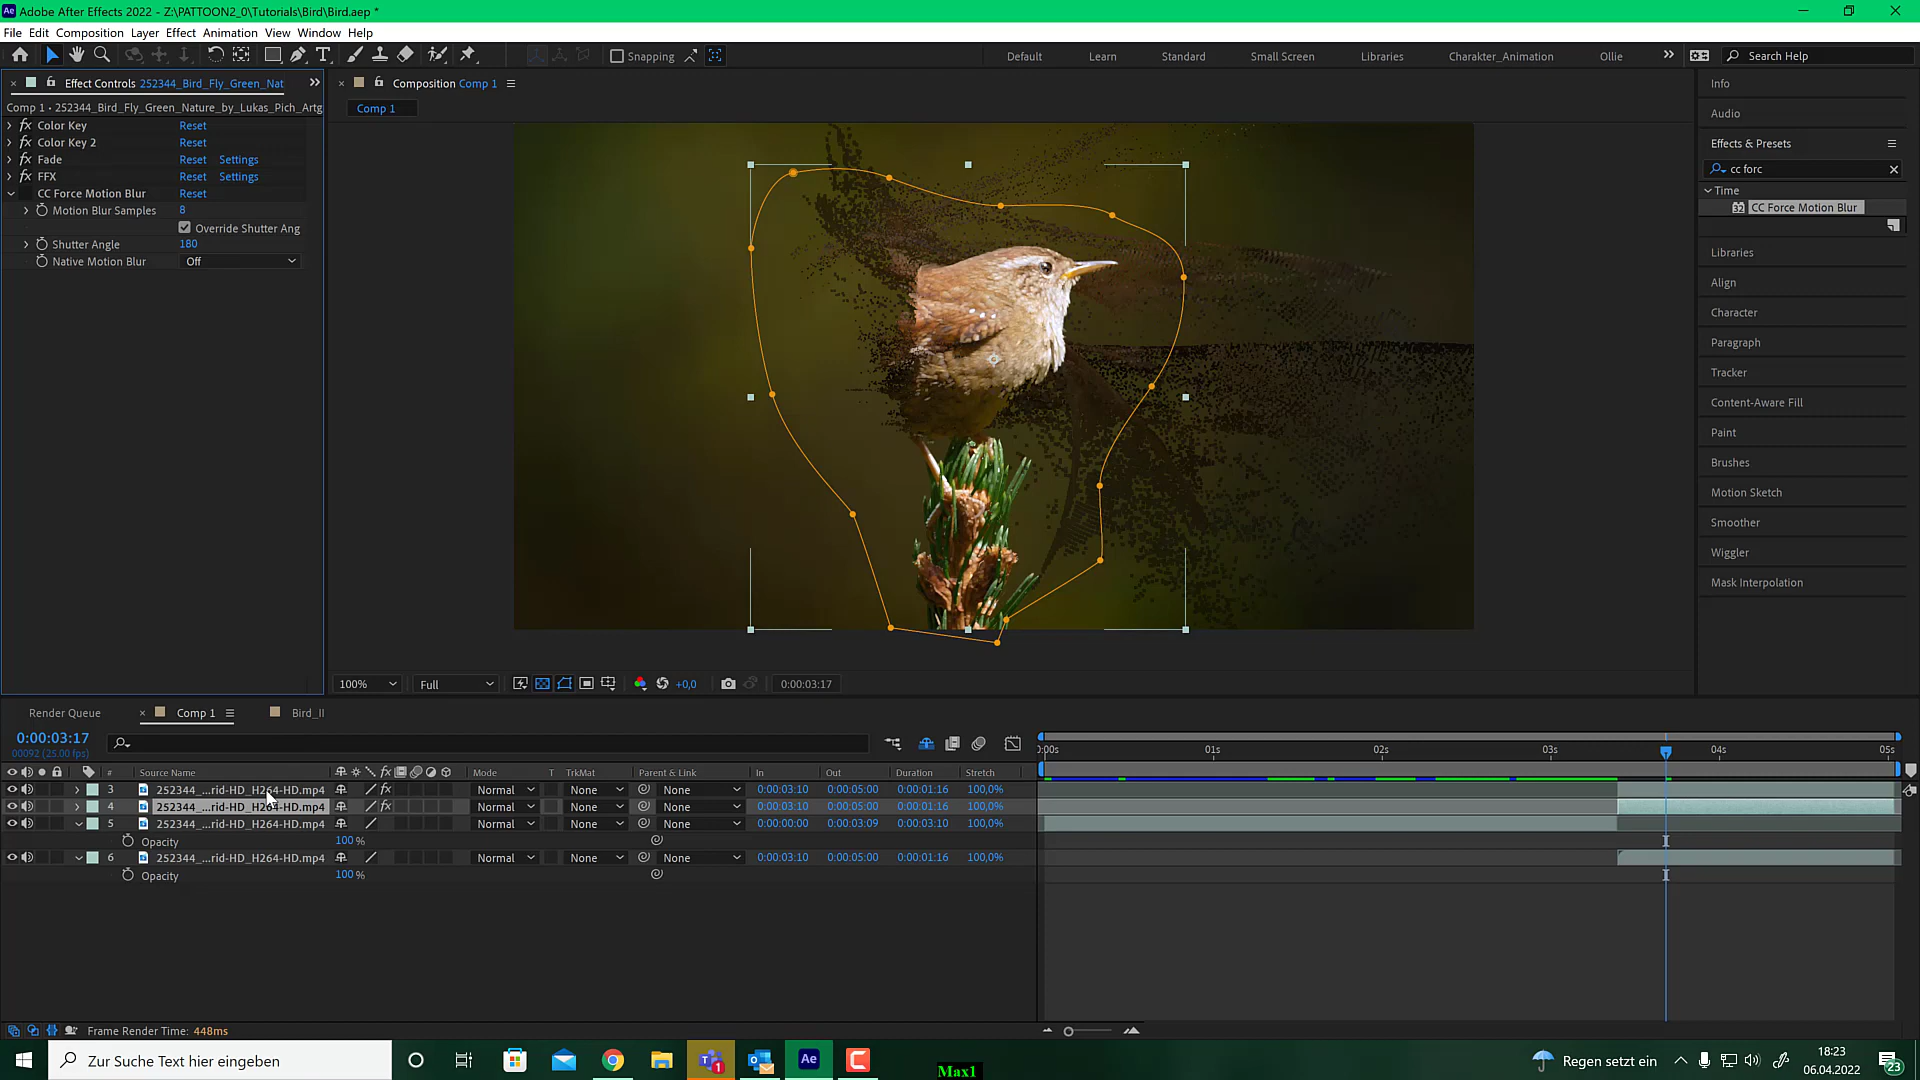 Ae Adobe After Effects 2022 - Z:\PATTOON2_0\Tutorials\Bird\Bird.aep *
File Edit Composition Layer Effect Animation View Window Help
Snapping Default Learn Standard Small Screen Libraries Charakter_Animation Ollie Search Help
Effect Controls 252344_Bird_Fly_Green_Nat
Comp 1 • 252344_Bird_Fly_Green_Nature_by_Lukas_Pich_Artg
fx Color Key Reset
fx Color Key 2 Reset
fx Fade Reset Settings
fx FFX Reset Settings
CC Force Motion Blur Reset
Motion Blur Samples 8
Override Shutter Ang
Shutter Angle 180
Native Motion Blur Off
Composition Comp 1
Comp 1
100% Full +0,0 0:00:03:17
Info
Audio
Effects & Presets
cc forc
Time
32 CC Force Motion Blur
Libraries
Align
Character
Paragraph
Tracker
Content-Aware Fill
Paint
Brushes
Motion Sketch
Smoother
Wiggler
Mask Interpolation
Render Queue Comp 1 Bird_II
0:00:03:17
00092 (25.00 fps)
0:00s 01s 02s 03s 04s 05s
# Source Name fx Mode T TrkMat Parent & Link In Out Duration Stretch
3 252344_...rid-HD_H264-HD.mp4 fx Normal None None 0:00:03:10 0:00:05:00 0:00:01:16 100,0%
4 252344_...rid-HD_H264-HD.mp4 fx Normal None None 0:00:03:10 0:00:05:00 0:00:01:16 100,0%
5 252344_...rid-HD_H264-HD.mp4 Normal None None 0:00:00:00 0:00:03:09 0:00:03:10 100,0%
Opacity 100 %
6 252344_...rid-HD_H264-HD.mp4 Normal None None 0:00:03:10 0:00:05:00 0:00:01:16 100,0%
Opacity 100 %
Frame Render Time: 448ms
Zur Suche Text hier eingeben 1 Ae Regen setzt ein 18:23
06.04.2022 23
Max1